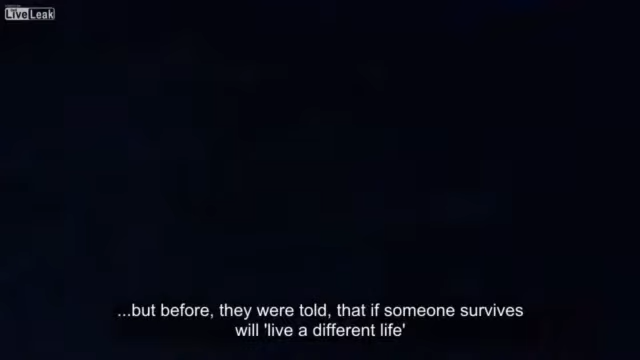 LiveLeak
...but before, they were told, that if someone survives
will 'live a different life'